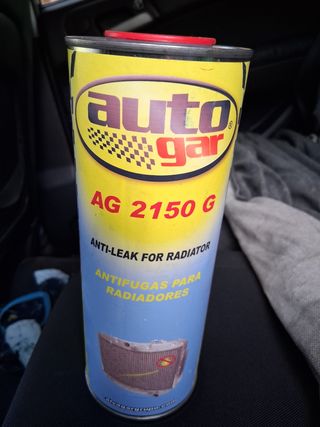 auto
gar®
AG 2150 G
ANTI-LEAK FOR RADIATOR
ANTIFUGAS PARA
RADIADORES